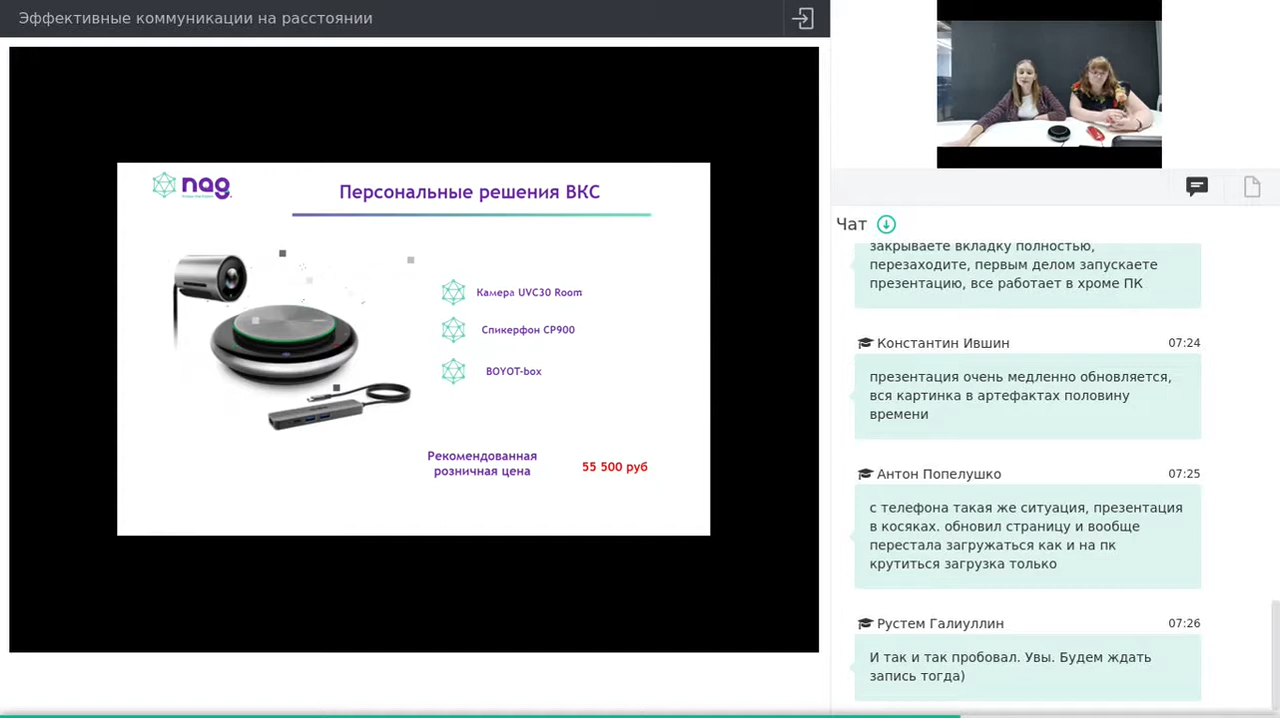 Эффективные коммуникации на расстоянии
nag
Персональные решения ВКС
Камера UVC30 Room
Спикерфон CP900
BOYOT-box
Рекомендованная
розничная цена
55 500 руб
Чат
закрываете вкладку полностью,
перезаходите, первым делом запускаете
презентацию, все работает в хроме ПК
Константин Ившин 07:24
презентация очень медленно обновляется,
вся картинка в артефактах половину
времени
Антон Попелушко 07:25
с телефона такая же ситуация, презентация
в косяках. обновил страницу и вообще
перестала загружаться как и на пк
крутиться загрузка только
Рустем Галиуллин 07:26
И так и так пробовал. Увы. Будем ждать
запись тогда)